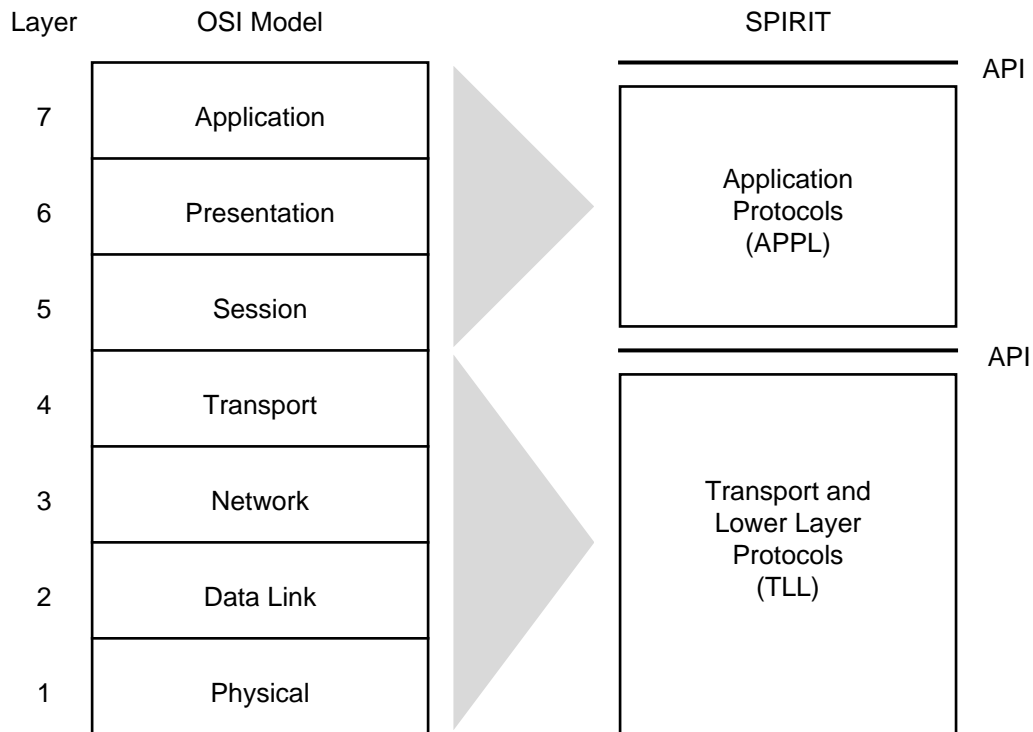 Layer OSI Model SPIRIT
API
7 Application
Application
Protocols
(APPL)
6 Presentation
5 Session
API
4 Transport
3 Network
Transport and
Lower Layer
Protocols
(TLL)
2 Data Link
1 Physical